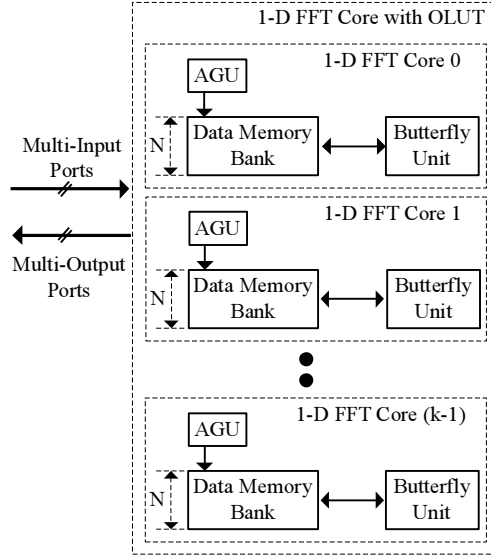 1-D FFT Core with OLUT
1-D FFT Core 0
AGU
N
Data Memory
Bank
Butterfly
Unit
Multi-Input
Ports
Multi-Output
Ports
1-D FFT Core 1
AGU
N
Data Memory
Bank
Butterfly
Unit
1-D FFT Core (k-1)
AGU
N
Data Memory
Bank
Butterfly
Unit